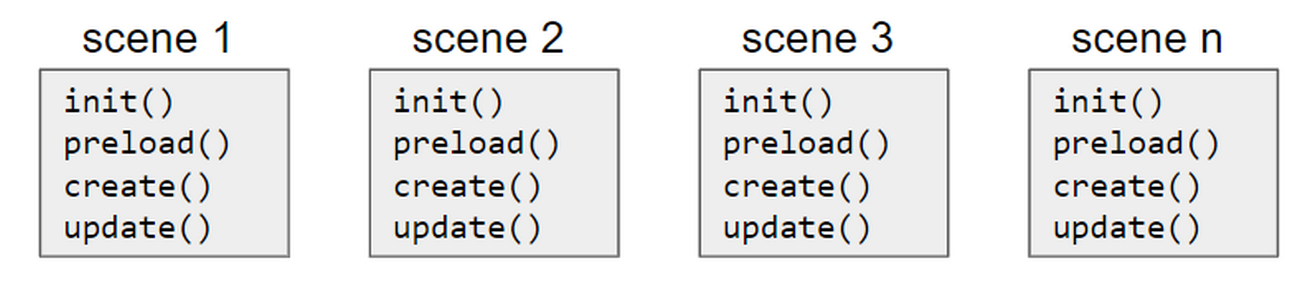 scene 1
init()
preload()
create()
update()
scene 2
init()
preload()
create()
update()
scene 3
init()
preload()
create()
update()
scene n
init()
preload()
create()
update()